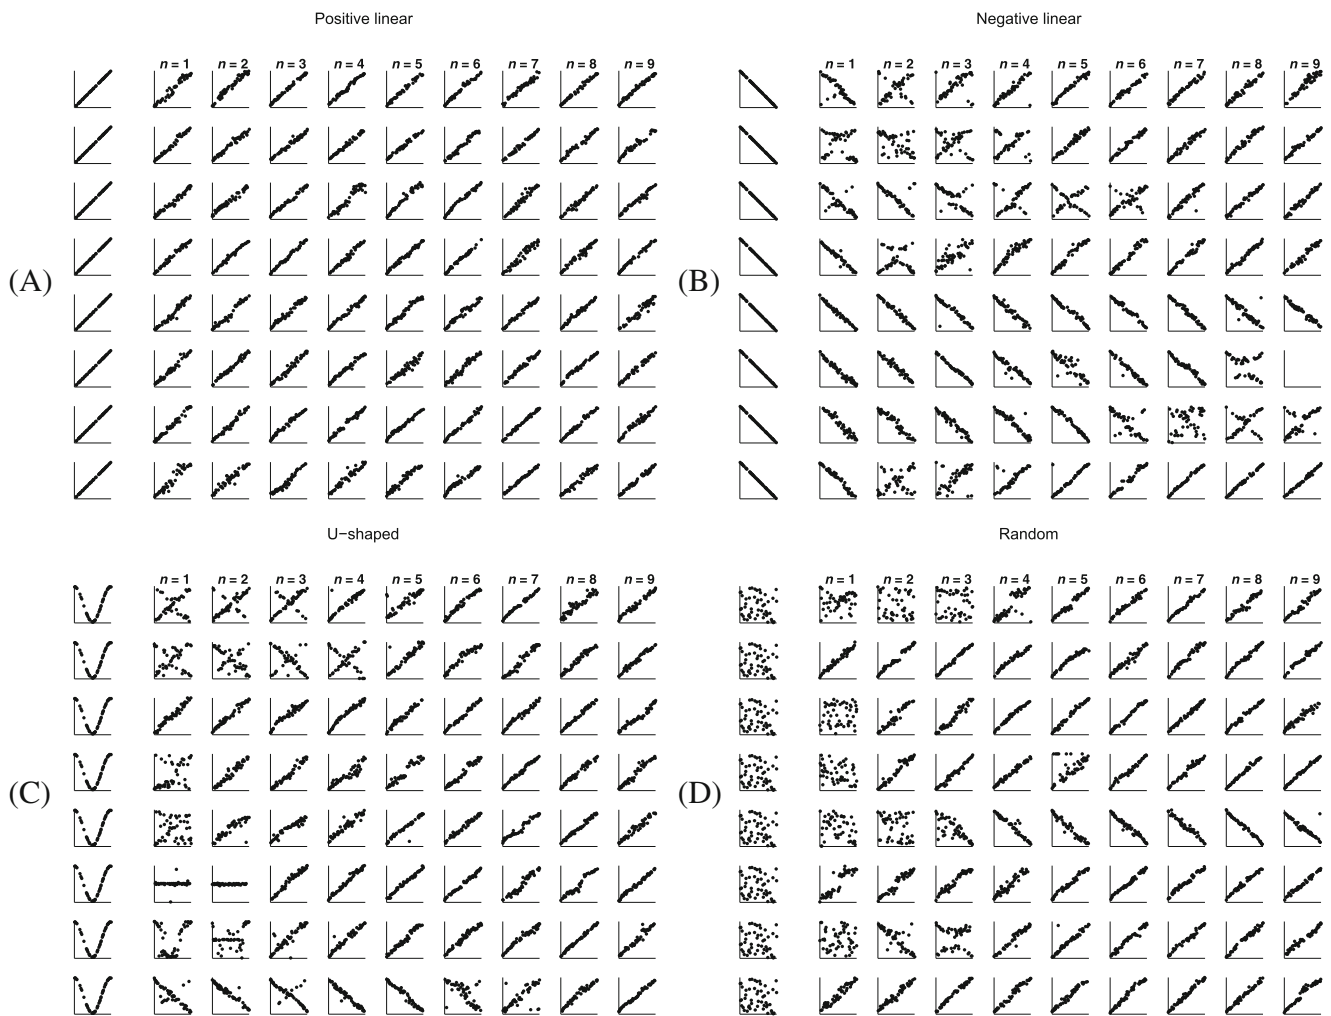 Positive linear
n = 1 n = 2 n = 3 n = 4 n = 5 n = 6 n = 7 n = 8 n = 9
(A)
Negative linear
n = 1 n = 2 n = 3 n = 4 n = 5 n = 6 n = 7 n = 8 n = 9
(B)
U−shaped
n = 1 n = 2 n = 3 n = 4 n = 5 n = 6 n = 7 n = 8 n = 9
(C)
Random
n = 1 n = 2 n = 3 n = 4 n = 5 n = 6 n = 7 n = 8 n = 9
(D)